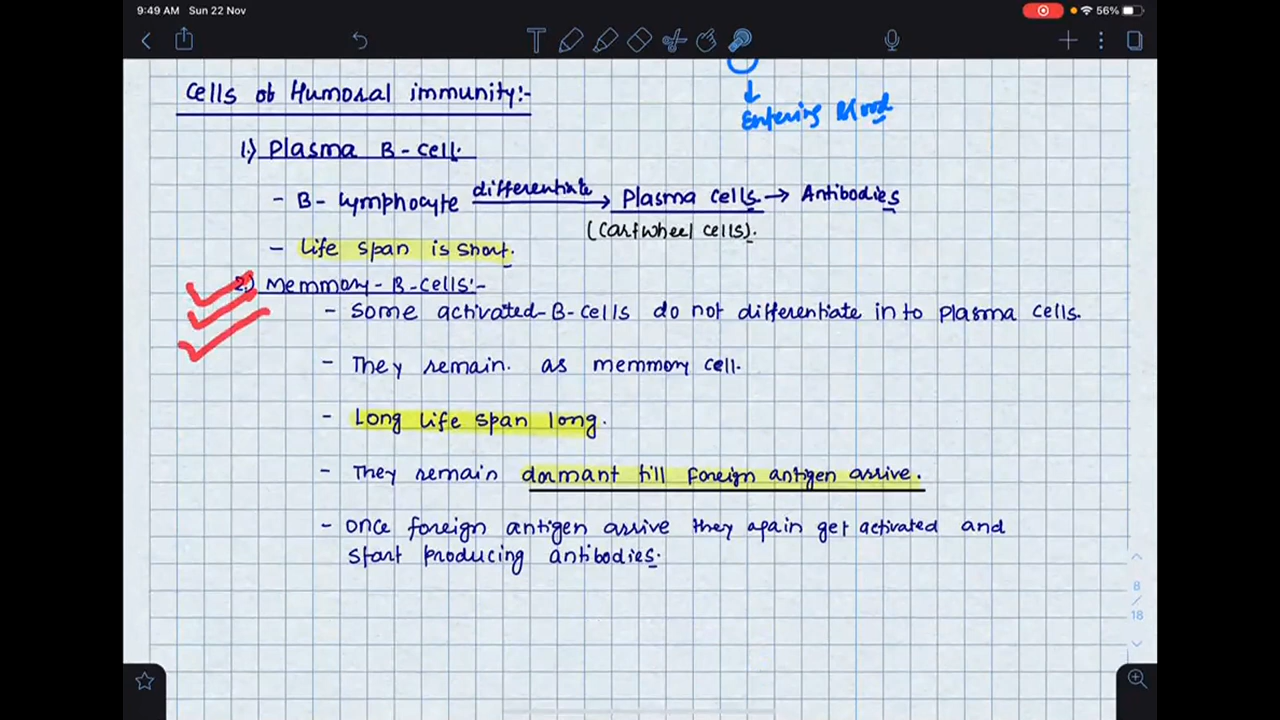 9:49 AM Sun 22 Nov
56%
Entering Blood
Cells of Humoral immunity:-
1.) Plasma B-cell.
- B-lymphocyte differentiate Plasma cells → Antibodies
(Cartwheel cells).
- Life span is short.
2.) Memmory-B-cells:-
- Some activated-B-cells do not differentiate in to plasma cells.
- They remain. as memmory cell.
- Long life span long.
- They remain dormant till foreign antigen arrive.
- once foreign antigen arrive they again get activated and
start producing antibodies.
8
/
18